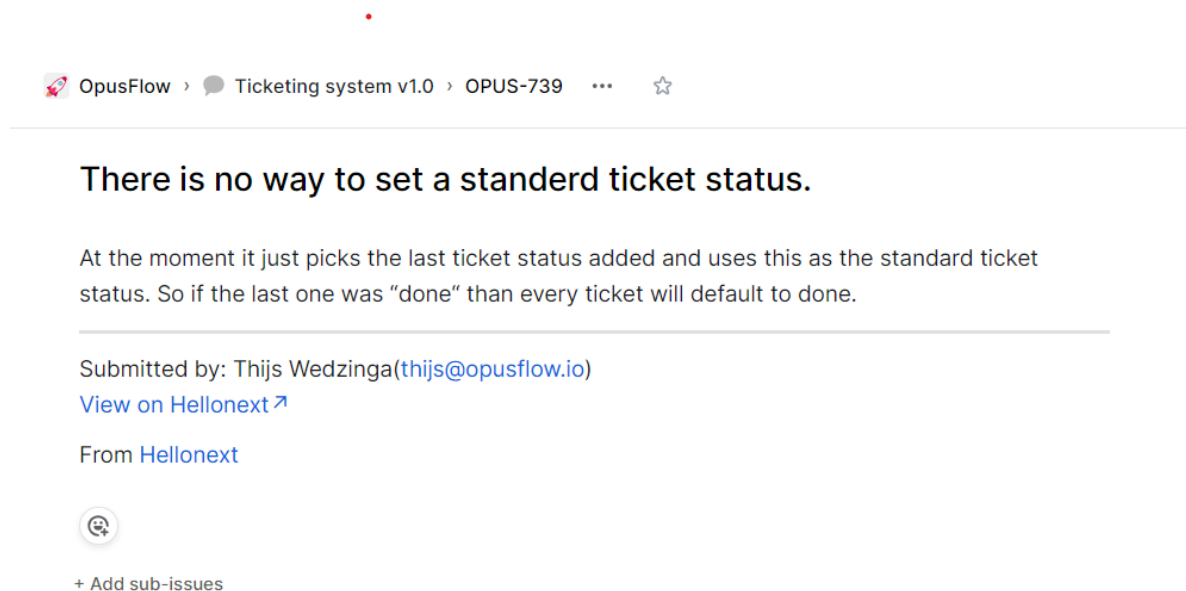 OpusFlow › Ticketing system v1.0 › OPUS-739 ···
There is no way to set a standerd ticket status.
At the moment it just picks the last ticket status added and uses this as the standard ticket
status. So if the last one was “done“ than every ticket will default to done.
Submitted by: Thijs Wedzinga(thijs@opusflow.io)
View on Hellonext↗
From Hellonext
+ Add sub-issues